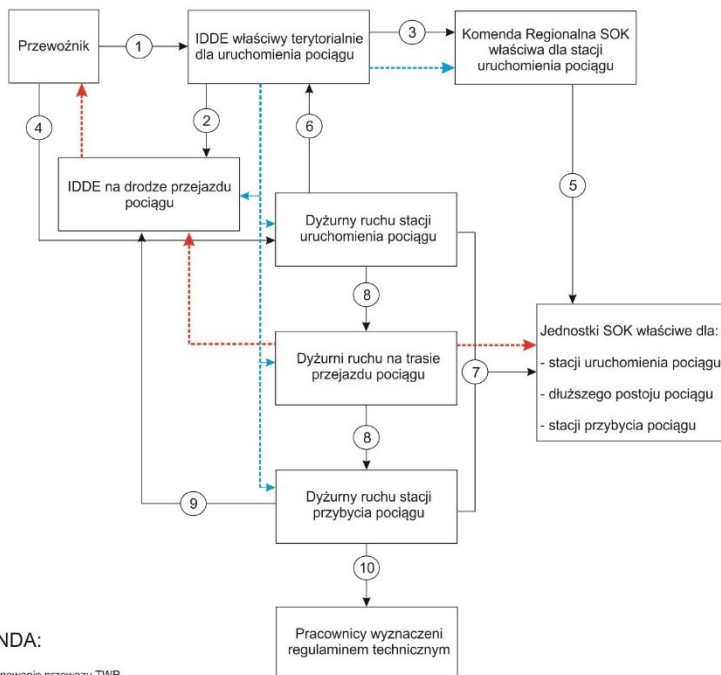 Przewoźnik
1
IDDE właściwy terytorialnie
dla uruchomienia pociągu
3
Komenda Regionalna SOK
właściwa dla stacji
uruchomienia pociągu
4
2
6
5
IDDE na drodze przejazdu
pociągu
Dyżurny ruchu stacji
uruchomienia pociągu
8
Dyżurni ruchu na trasie
przejazdu pociągu
7
Jednostki SOK właściwe dla:
- stacji uruchomienia pociągu
- dłuższego postoju pociągu
- stacji przybycia pociągu
8
9
Dyżurny ruchu stacji
przybycia pociągu
10
Pracownicy wyznaczeni
regulaminem technicznym
NDA:
nowanie przewozu TWR